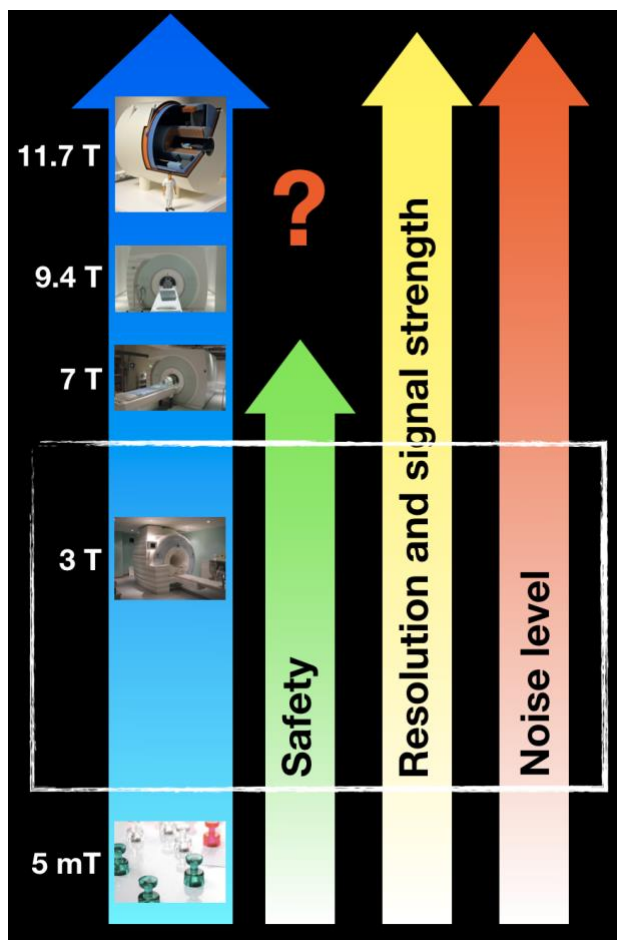 11.7 T
?
9.4 T
7 T
3 T
5 mT
Safety
Resolution and signal strength
Noise level